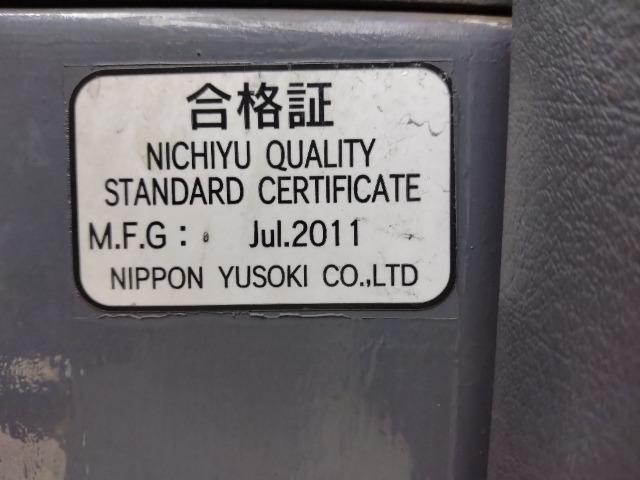 合格証
NICHIYU QUALITY
STANDARD CERTIFICATE
M.F.G : Jul.2011
NIPPON YUSOKI CO.,LTD